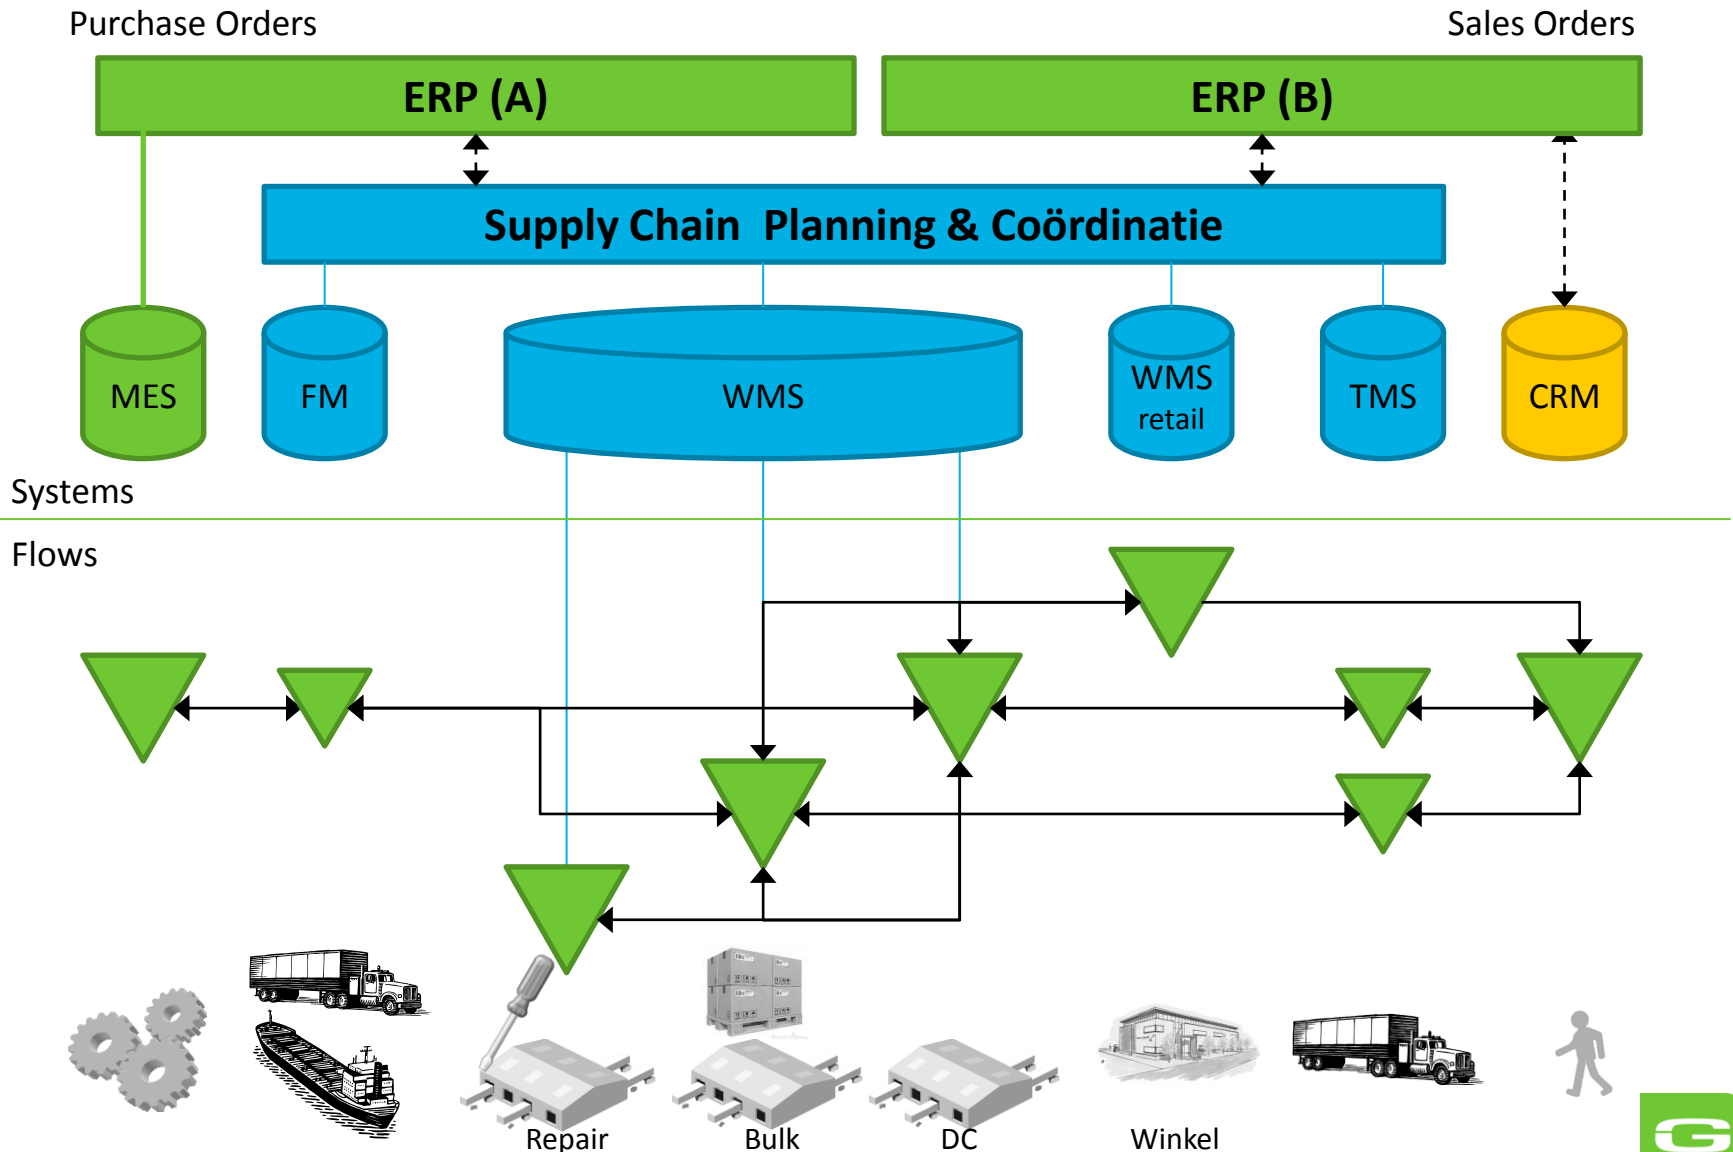 Purchase Orders
Sales Orders
ERP (A)
ERP (B)
Supply Chain  Planning & Coördinatie
MES
FM
WMS
WMS
retail
TMS
CRM
Systems
Flows
Repair
Bulk
DC
Winkel
G